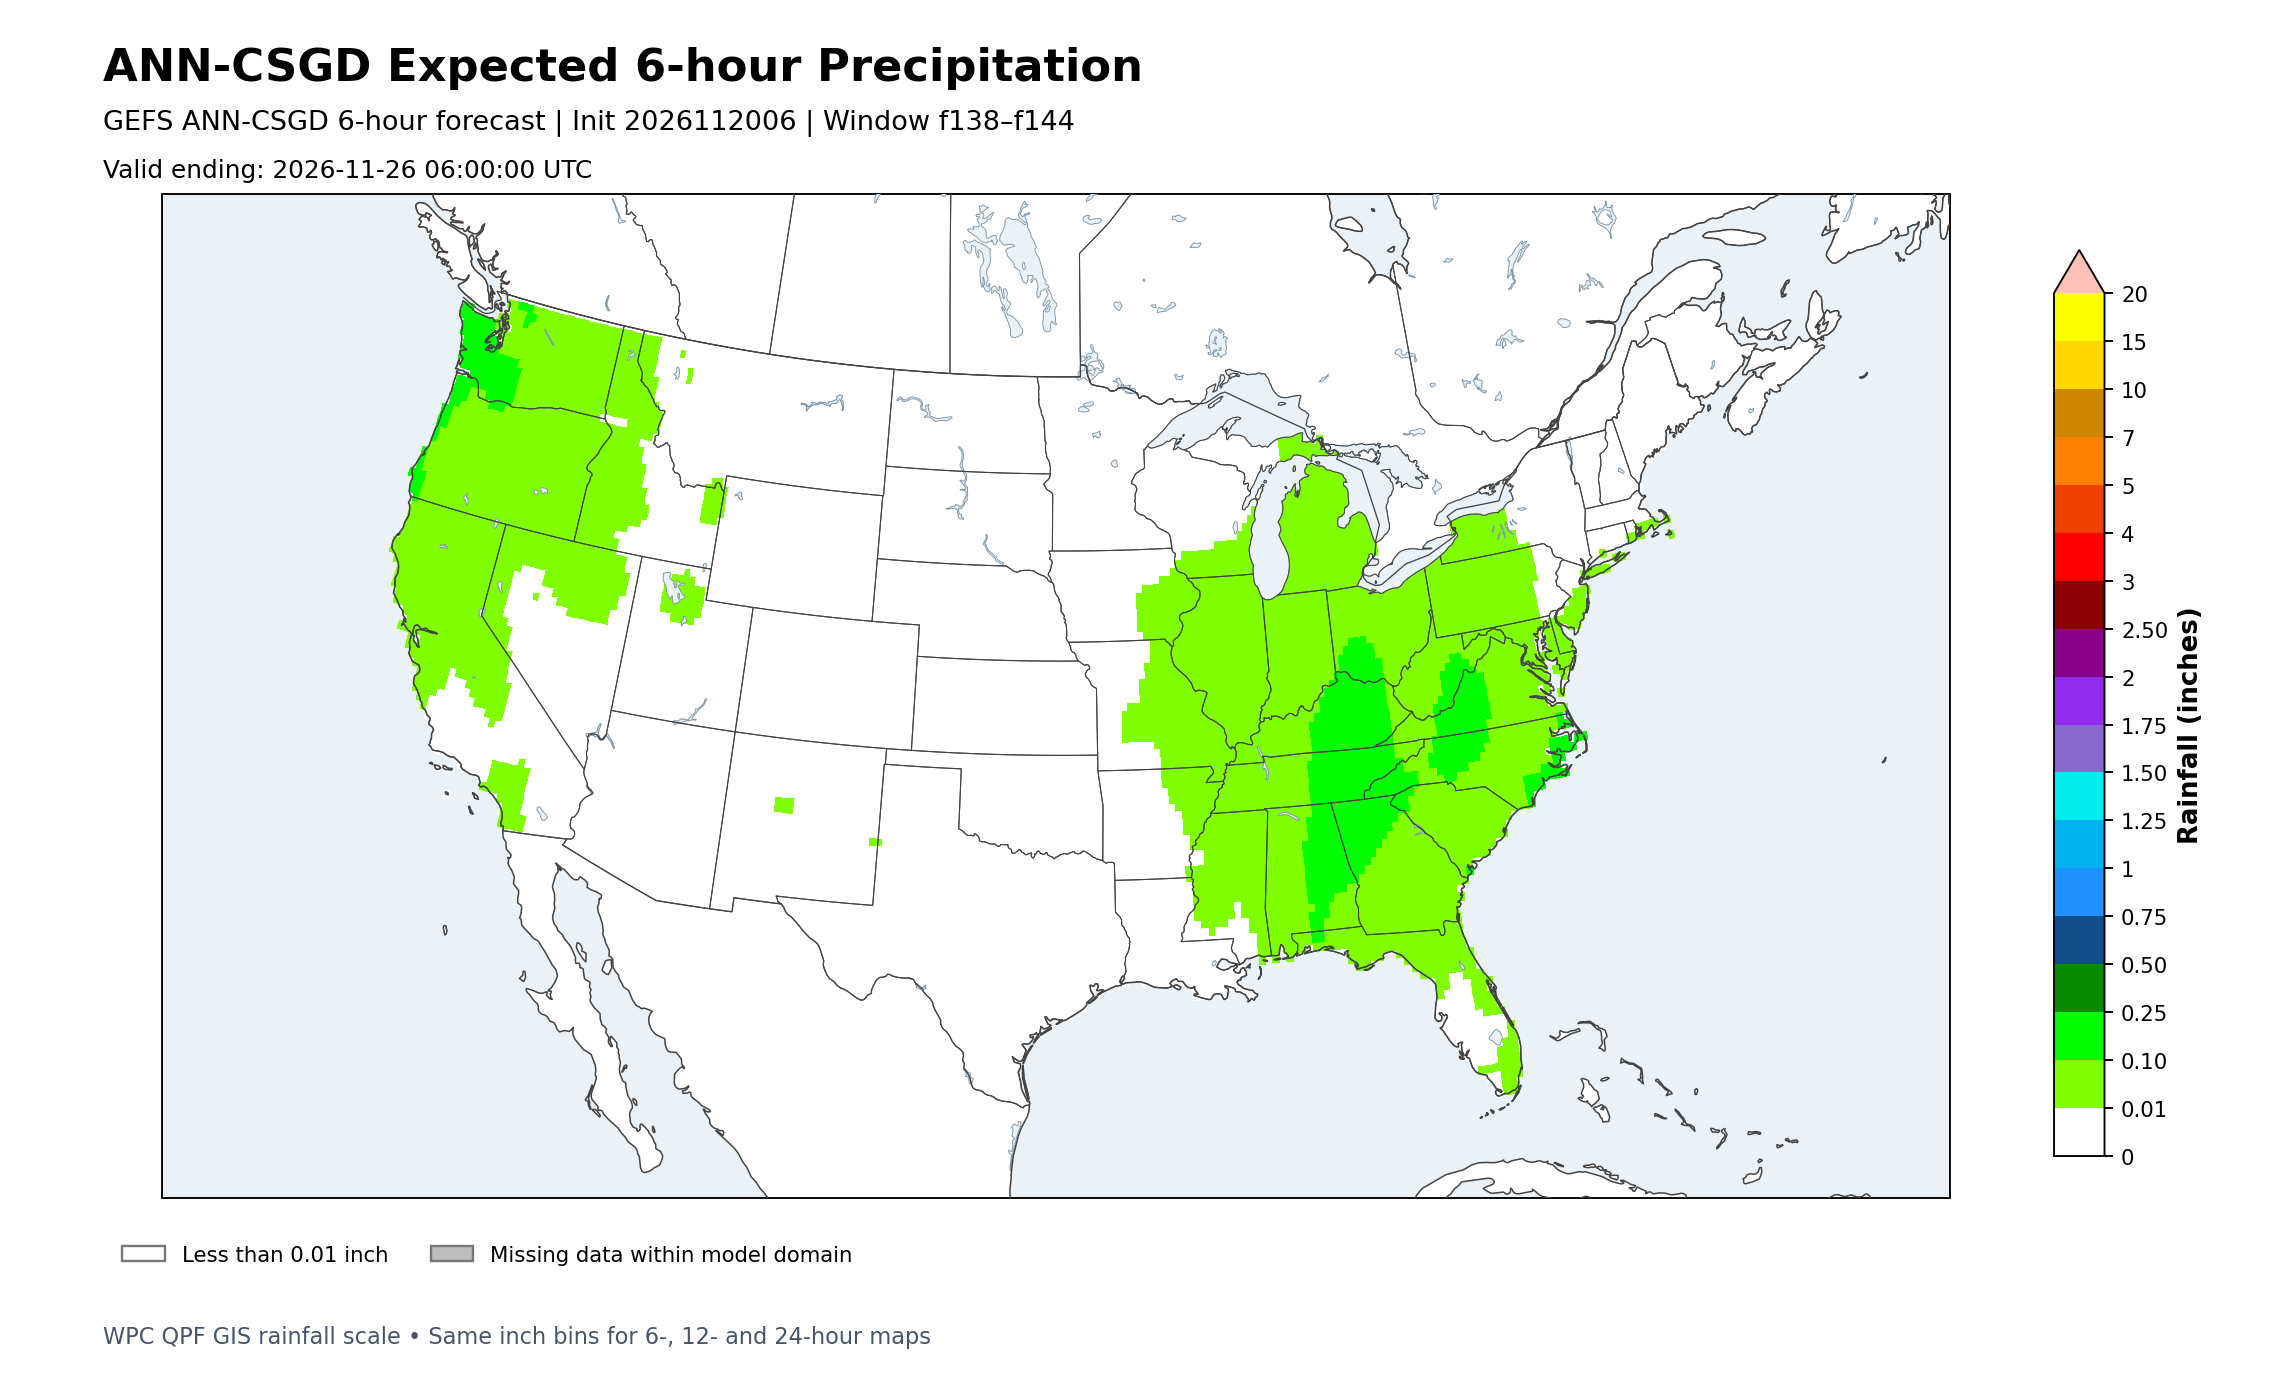 ANN-CSGD Expected 6-hour Precipitation
GEFS ANN-CSGD 6-hour forecast | Init 2026112006 | Window f138–f144
Valid ending: 2026-11-26 06:00:00 UTC
20
15
10
7
5
4
3
2.50
2
1.75
1.50
1.25
1
0.75
0.50
0.25
0.10
0.01
0
Rainfall (inches)
Less than 0.01 inch
Missing data within model domain
WPC QPF GIS rainfall scale • Same inch bins for 6-, 12- and 24-hour maps